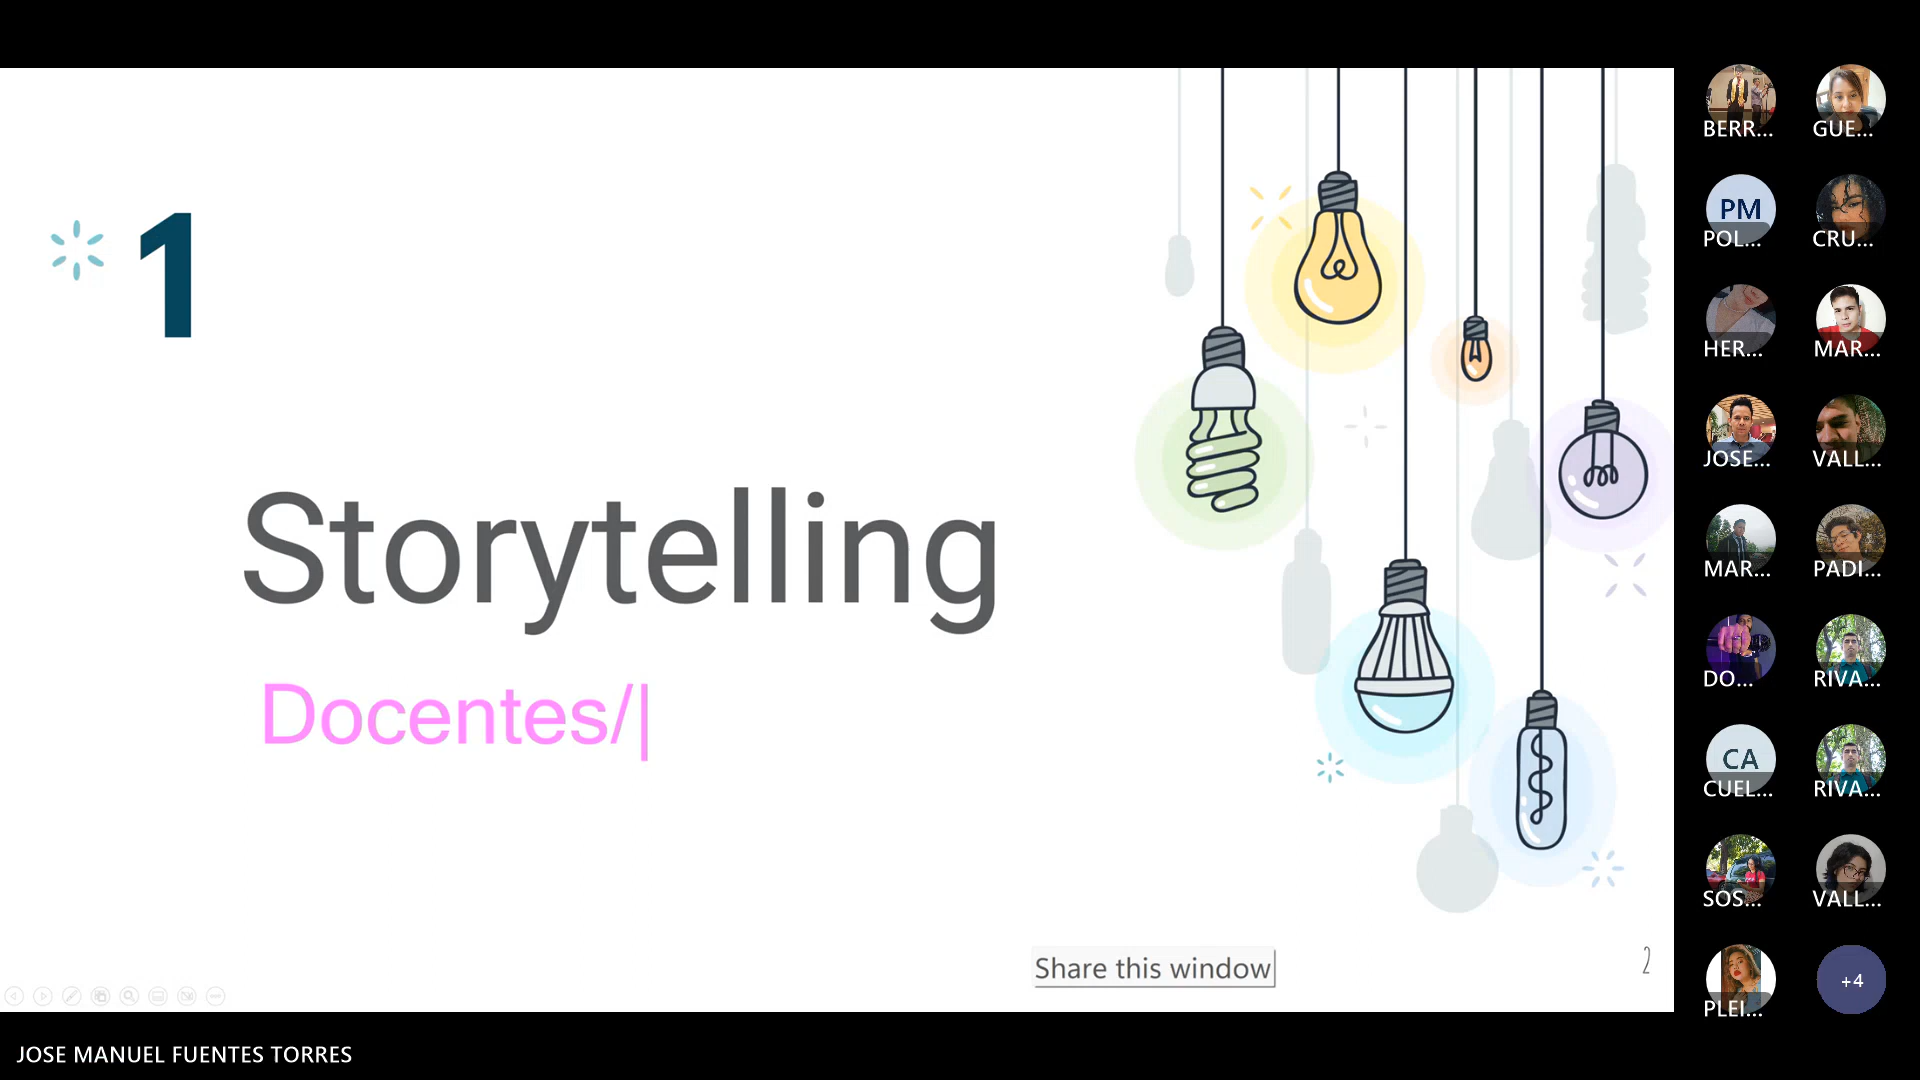 1
Storytelling
Docentes/|
Share this window
2
BERR...
GUE...
PM
POL...
CRU...
HER...
MAR...
JOSE...
VALL...
MAR...
PADI...
DO...
RIVA...
CA
CUEL...
RIVA...
SOS...
VALL...
PLEI...
+4
JOSE MANUEL FUENTES TORRES